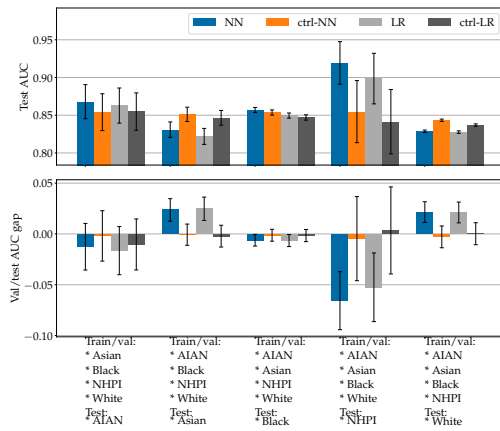 NN ctrl-NN LR ctrl-LR
Test AUC
0.95
0.90
0.85
0.80
Val/test AUC gap
0.05
0.00
−0.05
−0.10
Train/val:
* Asian
* Black
* NHPI
* White
Test:
* AIAN
Train/val:
* AIAN
* Black
* NHPI
* White
Test:
* Asian
Train/val:
* AIAN
* Asian
* NHPI
* White
Test:
* Black
Train/val:
* AIAN
* Asian
* Black
* White
Test:
* NHPI
Train/val:
* AIAN
* Asian
* Black
* NHPI
Test:
* White